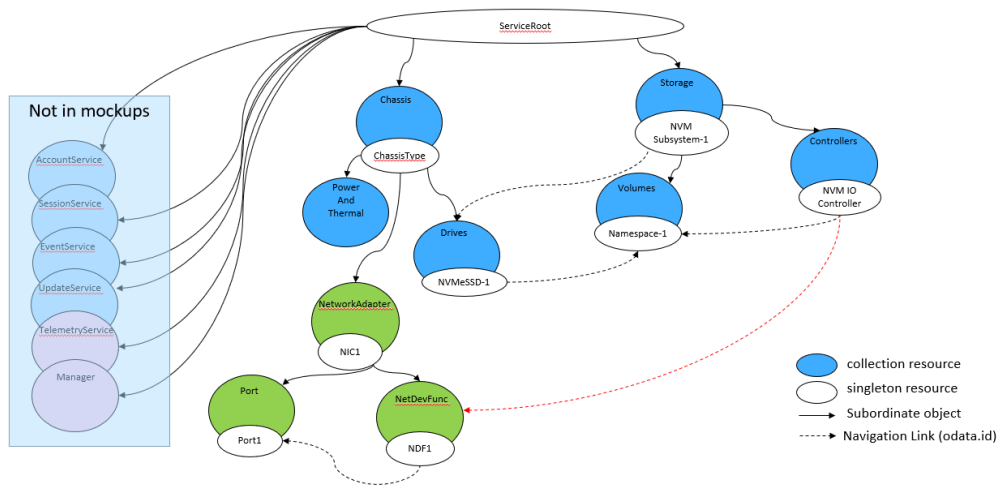 ServiceRoot
Not in mockups
AccountService
SessionService
EventService
UpdateService
TelemetryService
Manager
Chassis
ChassisType
Power
And
Thermal
Drives
NVMeSSD-1
Storage
NVM
Subsystem-1
Volumes
Namespace-1
Controllers
NVM IO
Controller
NetworkAdapter
NIC1
Port
Port1
NetDevFunc
NDF1
collection resource
singleton resource
Subordinate object
Navigation Link (odata.id)